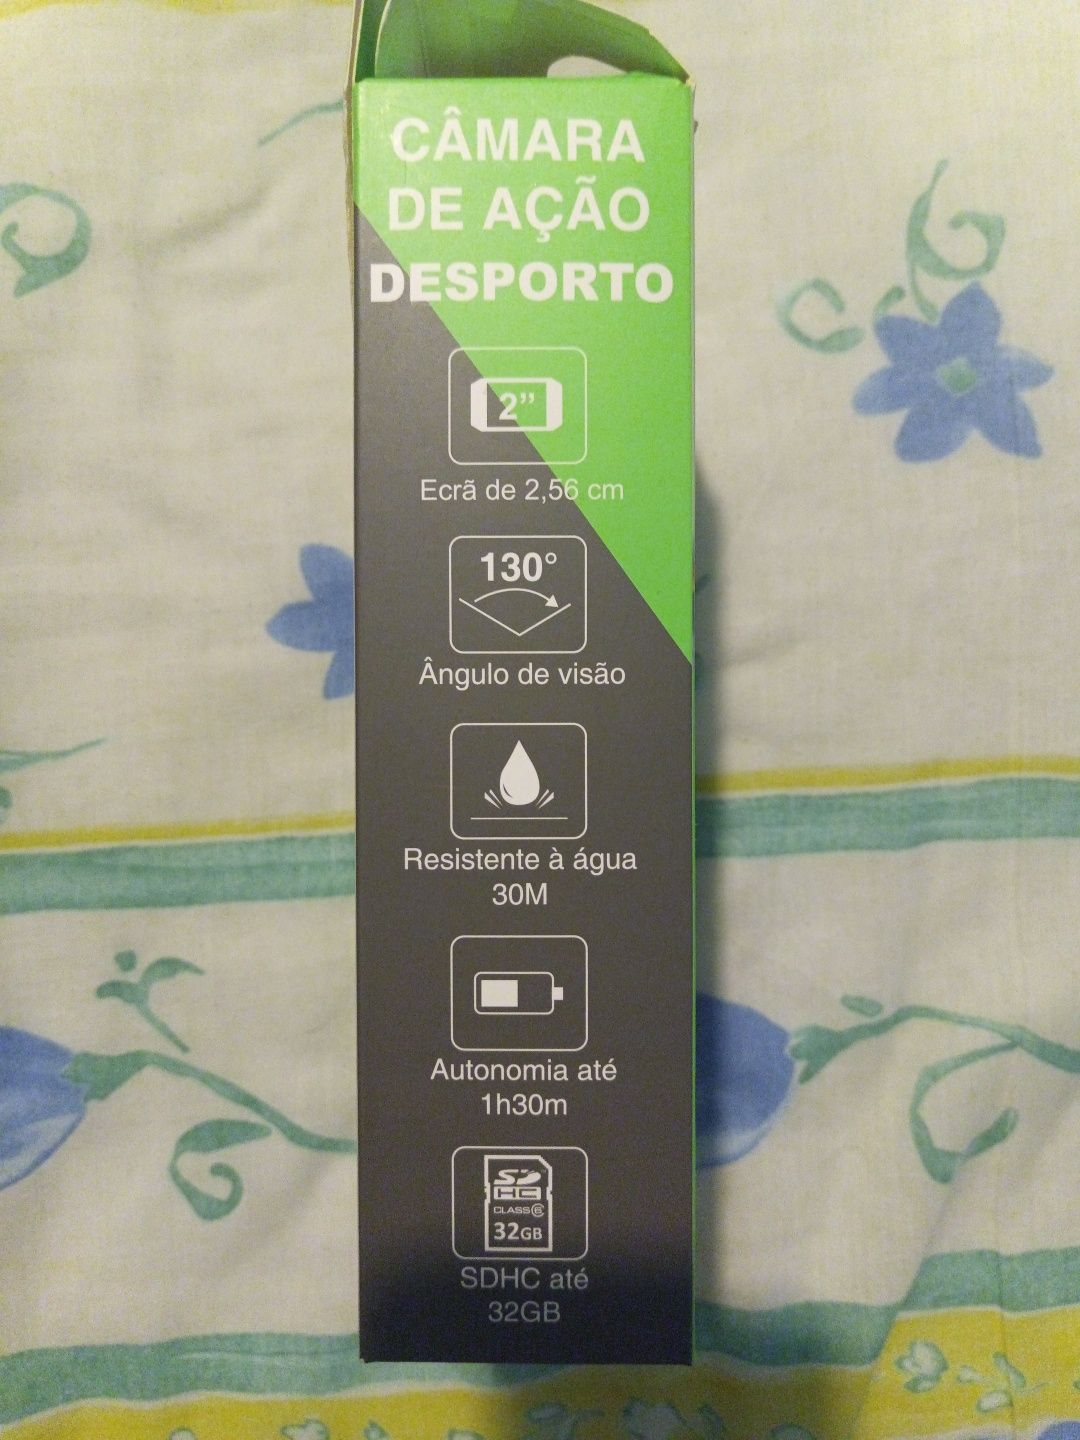 CÂMARA
DE AÇÃO
DESPORTO
2”
Ecrã de 2,56 cm
130°
Ângulo de visão
Resistente à água
30M
Autonomia até
1h30m
SD
HC
CLASS 6
32GB
SDHC até
32GB